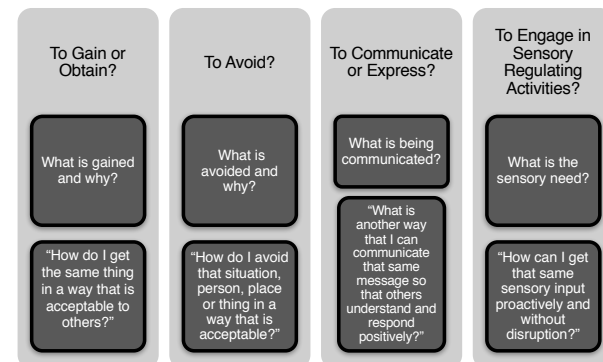 To Gain or
Obtain?
What is gained
and why?
“How do I get
the same thing
in a way that is
acceptable to
others?”
To Avoid?
What is
avoided and
why?
“How do I avoid
that situation,
person, place
or thing in a
way that is
acceptable?”
To Communicate
or Express?
What is being
communicated?
“What is
another way
that I can
communicate
that same
message so
that others
understand and
respond
positively?”
To Engage in
Sensory
Regulating
Activities?
What is the
sensory need?
“How can I get
that same
sensory input
proactively and
without
disruption?”